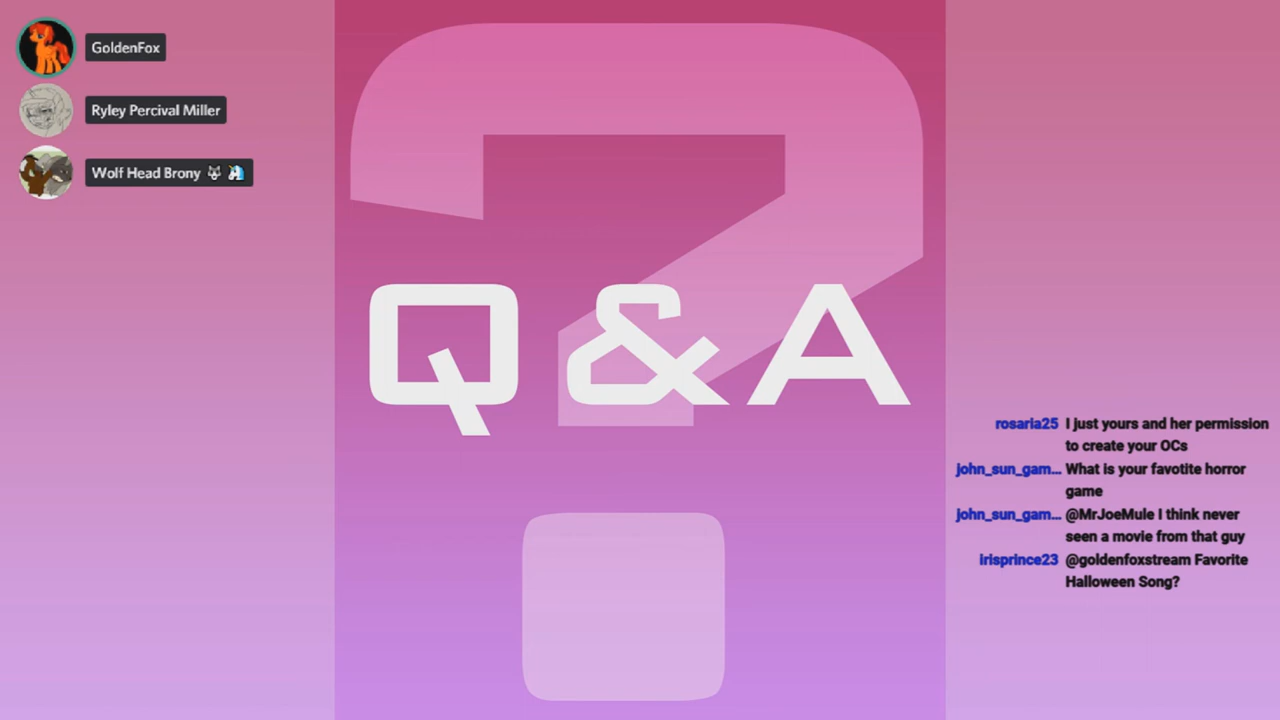 GoldenFox
Ryley Percival Miller
Wolf Head Brony 🐺 🦄
Q & A
rosaria25 I just yours and her permission
to create your OCs
john_sun_gam... What is your favotite horror
game
john_sun_gam... @MrJoeMule I think never
seen a movie from that guy
irisprince23 @goldenfoxstream Favorite
Halloween Song?